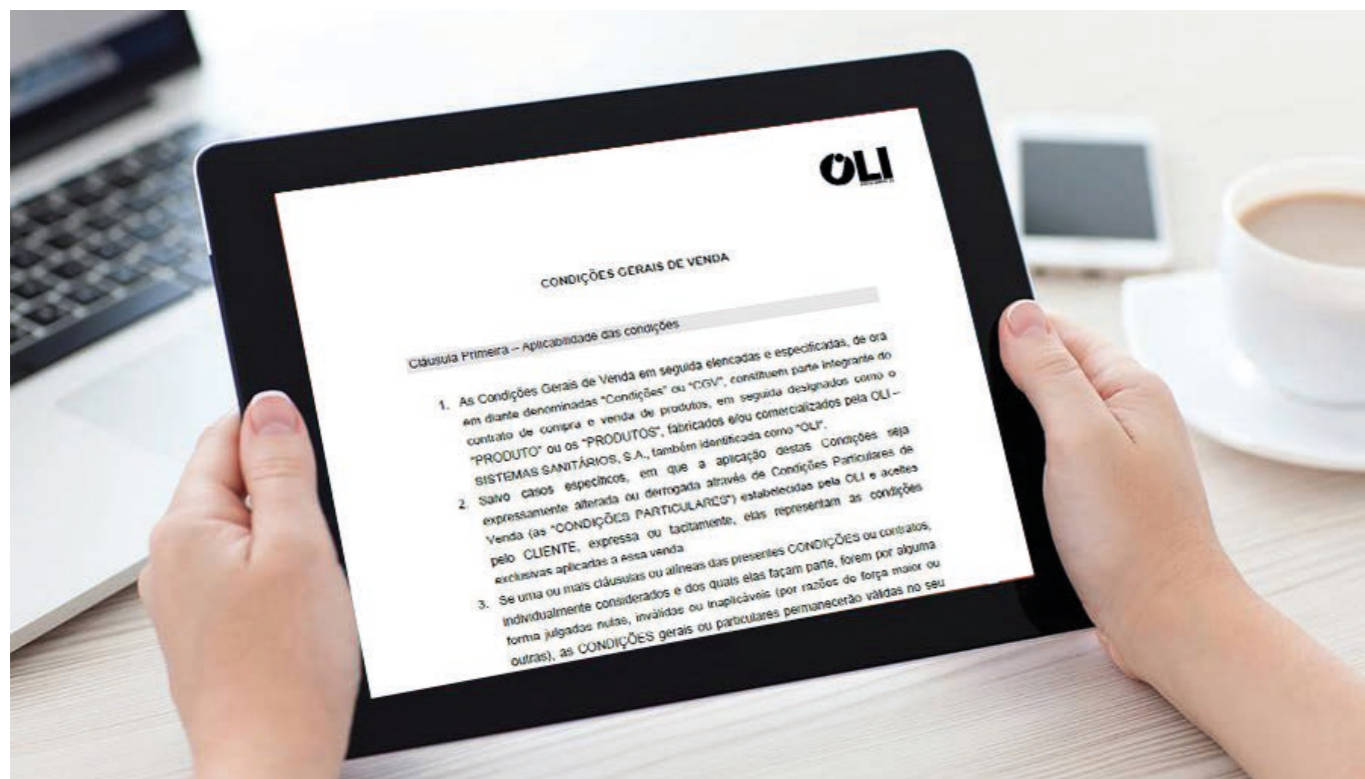 OLI
CONDIÇÕES GERAIS DE VENDA
Cláusula Primeira – Aplicabilidade das condições
1. As Condições Gerais de Venda em seguida elencadas e especificadas, de ora
em diante denominadas "Condições" ou "CGV", constituem parte integrante do
contrato de compra e venda de produtos, em seguida designados como o
"PRODUTO" ou os "PRODUTOS", fabricados e/ou comercializados pela OLI –
SISTEMAS SANITÁRIOS, S.A., também identificada como "OLI".
2. Salvo casos específicos, em que a aplicação destas Condições seja
expressamente alterada ou derrogada através de Condições Particulares de
Venda (as "CONDIÇÕES PARTICULARES") estabelecidas pela OLI e aceites
pelo CLIENTE, expressa ou tacitamente, elas representam as condições
exclusivas aplicadas a essa venda
3. Se uma ou mais cláusulas ou alíneas das presentes CONDIÇÕES ou contratos,
individualmente considerados e dos quais elas façam parte, forem por alguma
forma julgadas nulas, inválidas ou inaplicáveis (por razões de força maior ou
outras), as CONDIÇÕES gerais ou particulares permanecerão válidas no seu